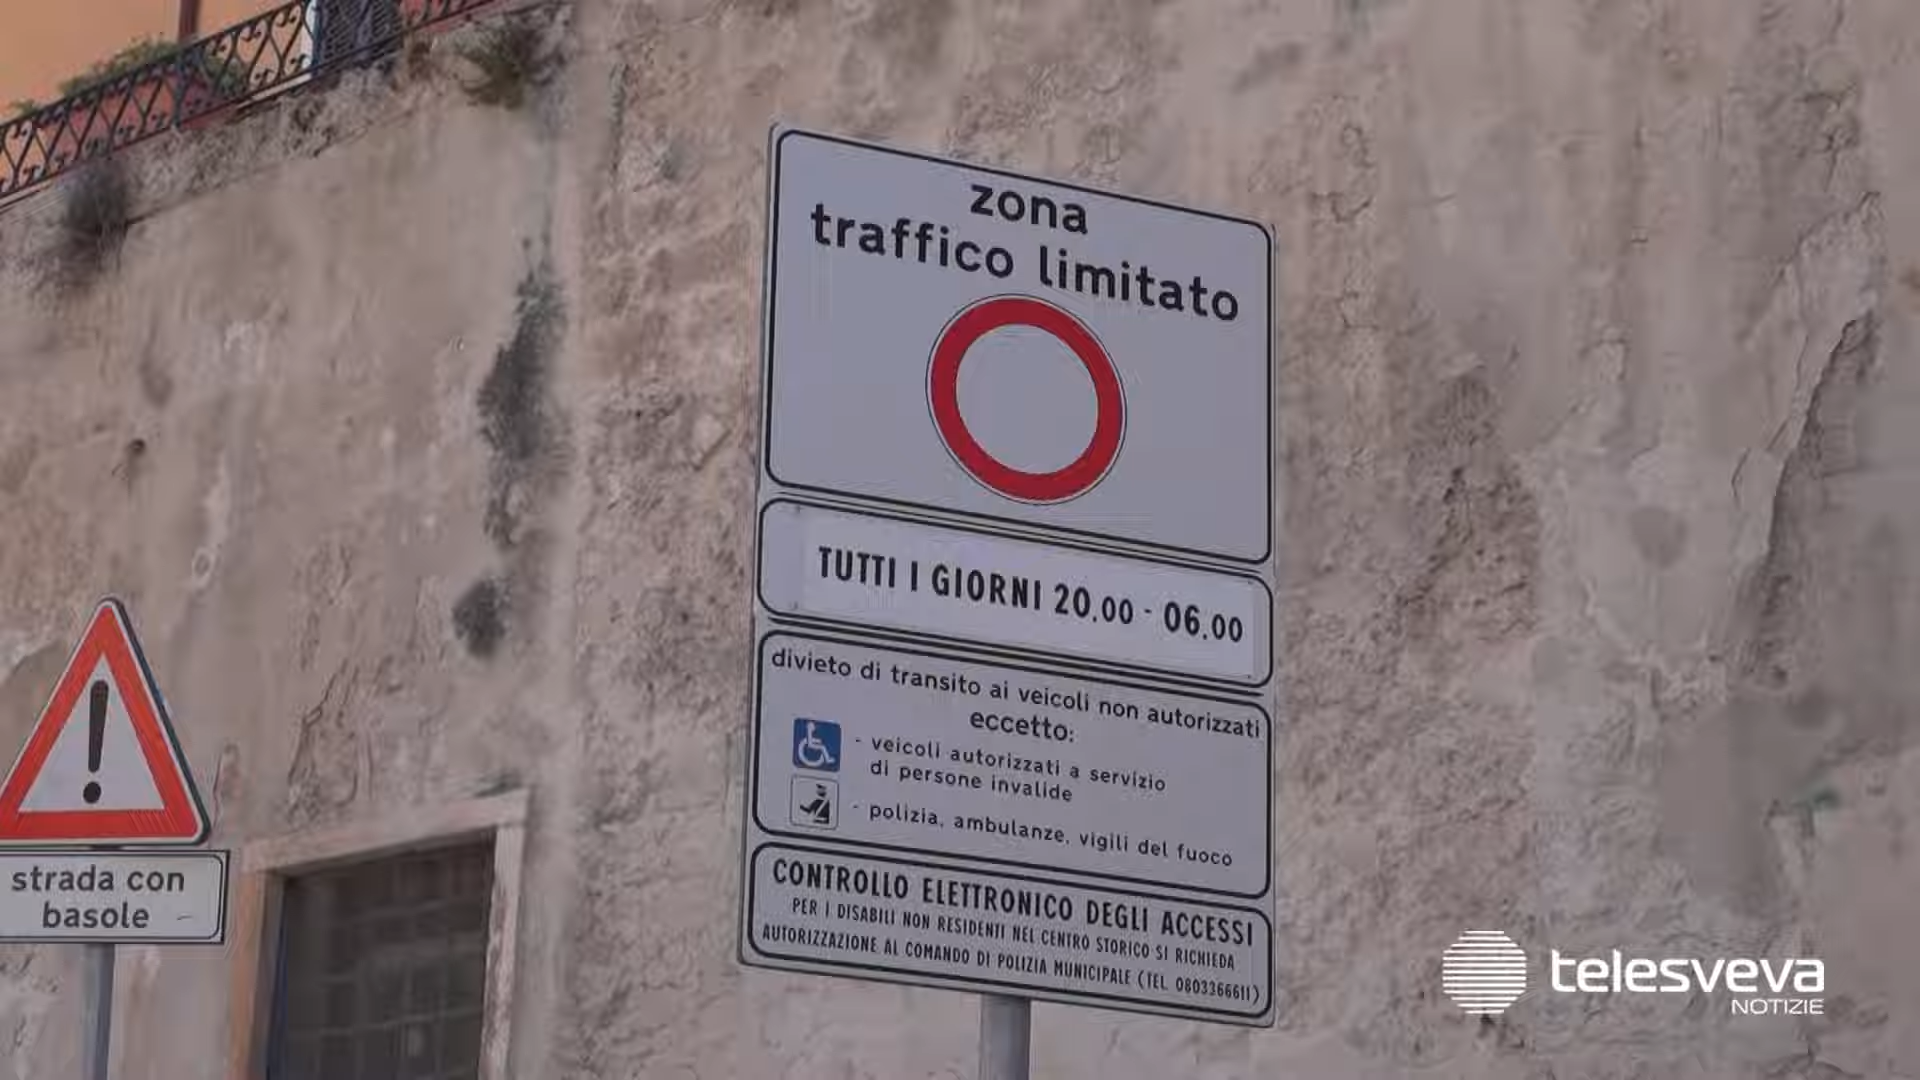 zona
traffico limitato
TUTTI I GIORNI 20.00 - 06.00
divieto di transito ai veicoli non autorizzati
eccetto:
- veicoli autorizzati a servizio
di persone invalide
- polizia, ambulanze, vigili del fuoco
CONTROLLO ELETTRONICO DEGLI ACCESSI
PER I DISABILI NON RESIDENTI NEL CENTRO STORICO SI RICHIEDA
AUTORIZZAZIONE AL COMANDO DI POLIZIA MUNICIPALE (TEL. 0803366611)
strada con
basole
telesveva
NOTIZIE